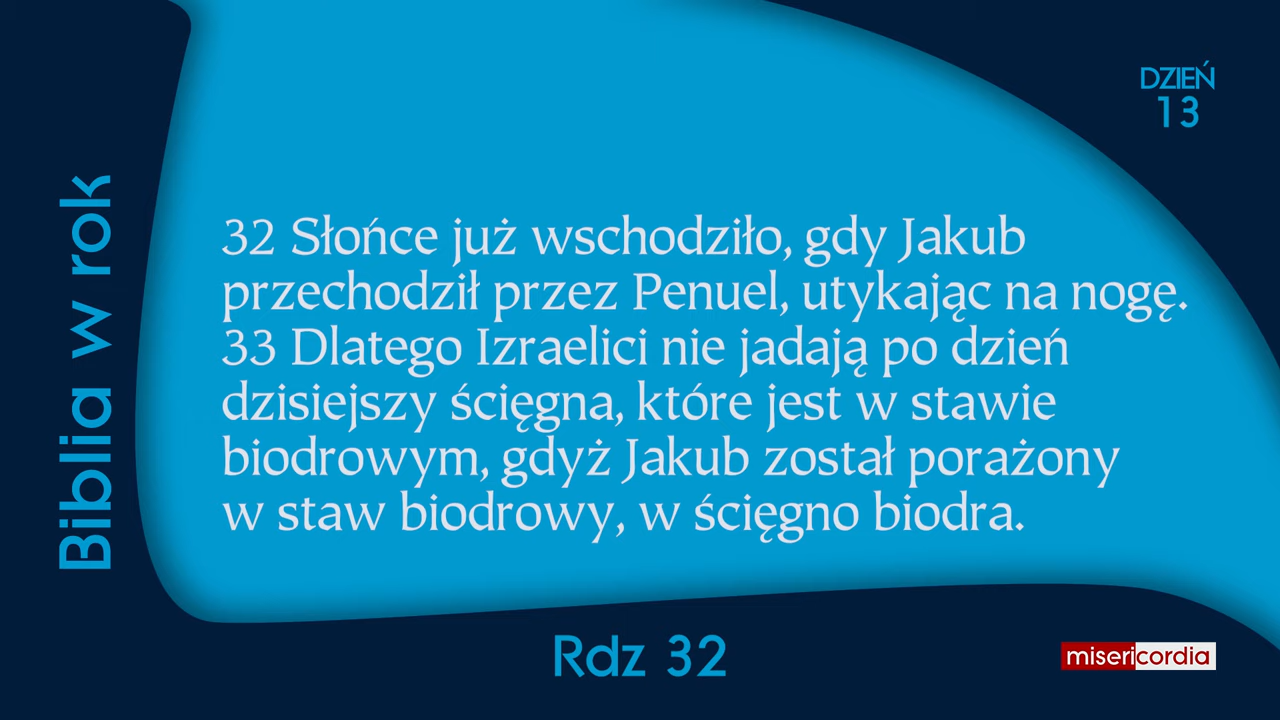 DZIEŃ
13
Biblia w rok
32 Słońce już wschodziło, gdy Jakub
przechodził przez Penuel, utykając na nogę.
33 Dlatego Izraelici nie jadają po dzień
dzisiejszy ścięgna, które jest w stawie
biodrowym, gdyż Jakub został porażony
w staw biodrowy, w ścięgno biodra.
Rdz 32
misericordia